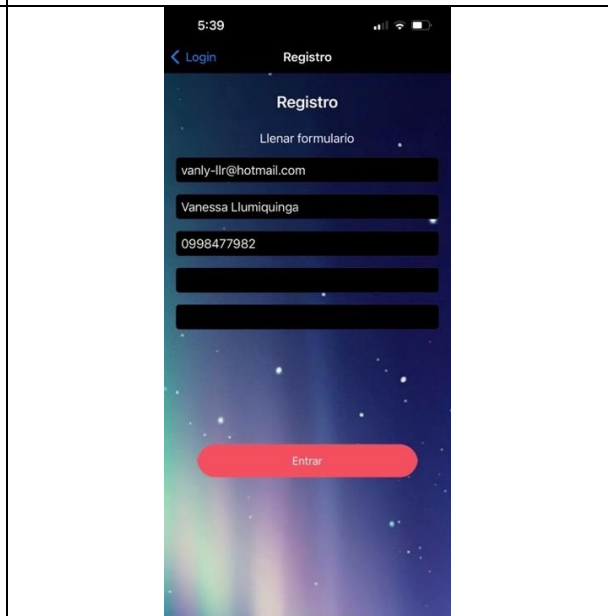 5:39
Login Registro
Registro
Llenar formulario
vanly-llr@hotmail.com
Vanessa Llumiquinga
0998477982
Entrar